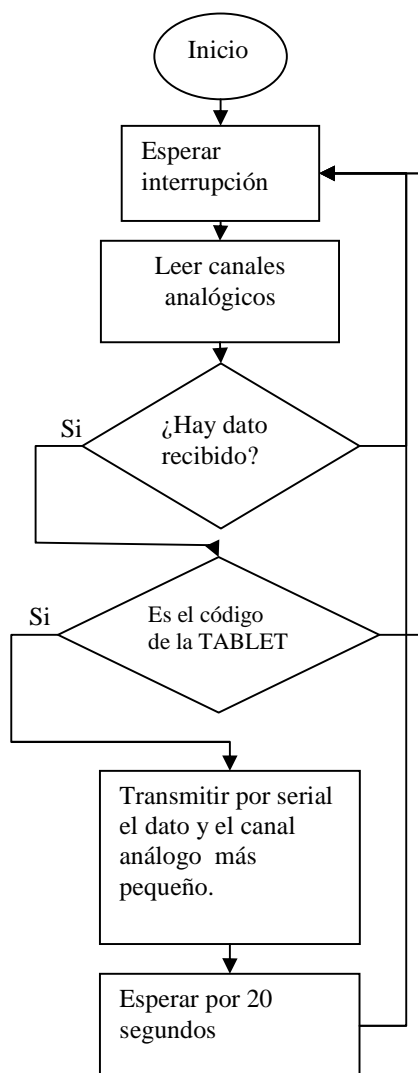 Inicio
Esperar
interrupción
Leer canales
analógicos
Si
¿Hay dato
recibido?
Si
Es el código
de la TABLET
Transmitir por serial
el dato y el canal
análogo más
pequeño.
Esperar por 20
segundos